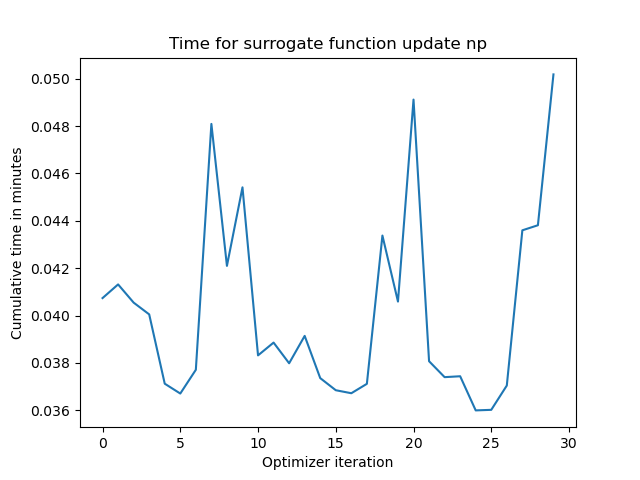 Time for surrogate function update np
Cumulative time in minutes
0.050
0.048
0.046
0.044
0.042
0.040
0.038
0.036
0 5 10 15 20 25 30
Optimizer iteration